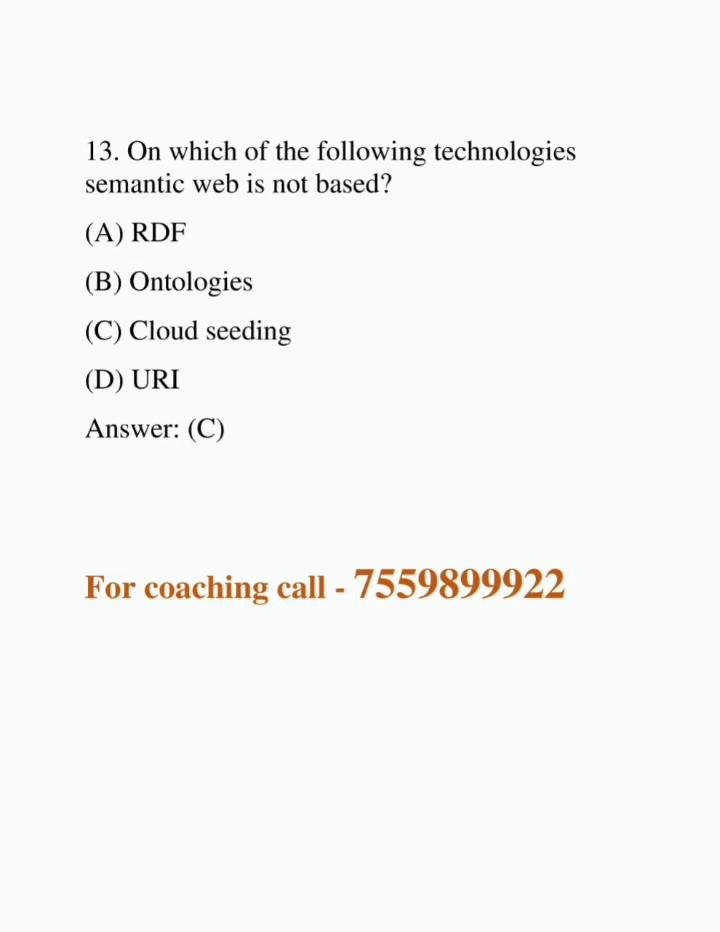 13. On which of the following technologies
semantic web is not based?
(A) RDF
(B) Ontologies
(C) Cloud seeding
(D) URI
Answer: (C)
For coaching call - 7559899922